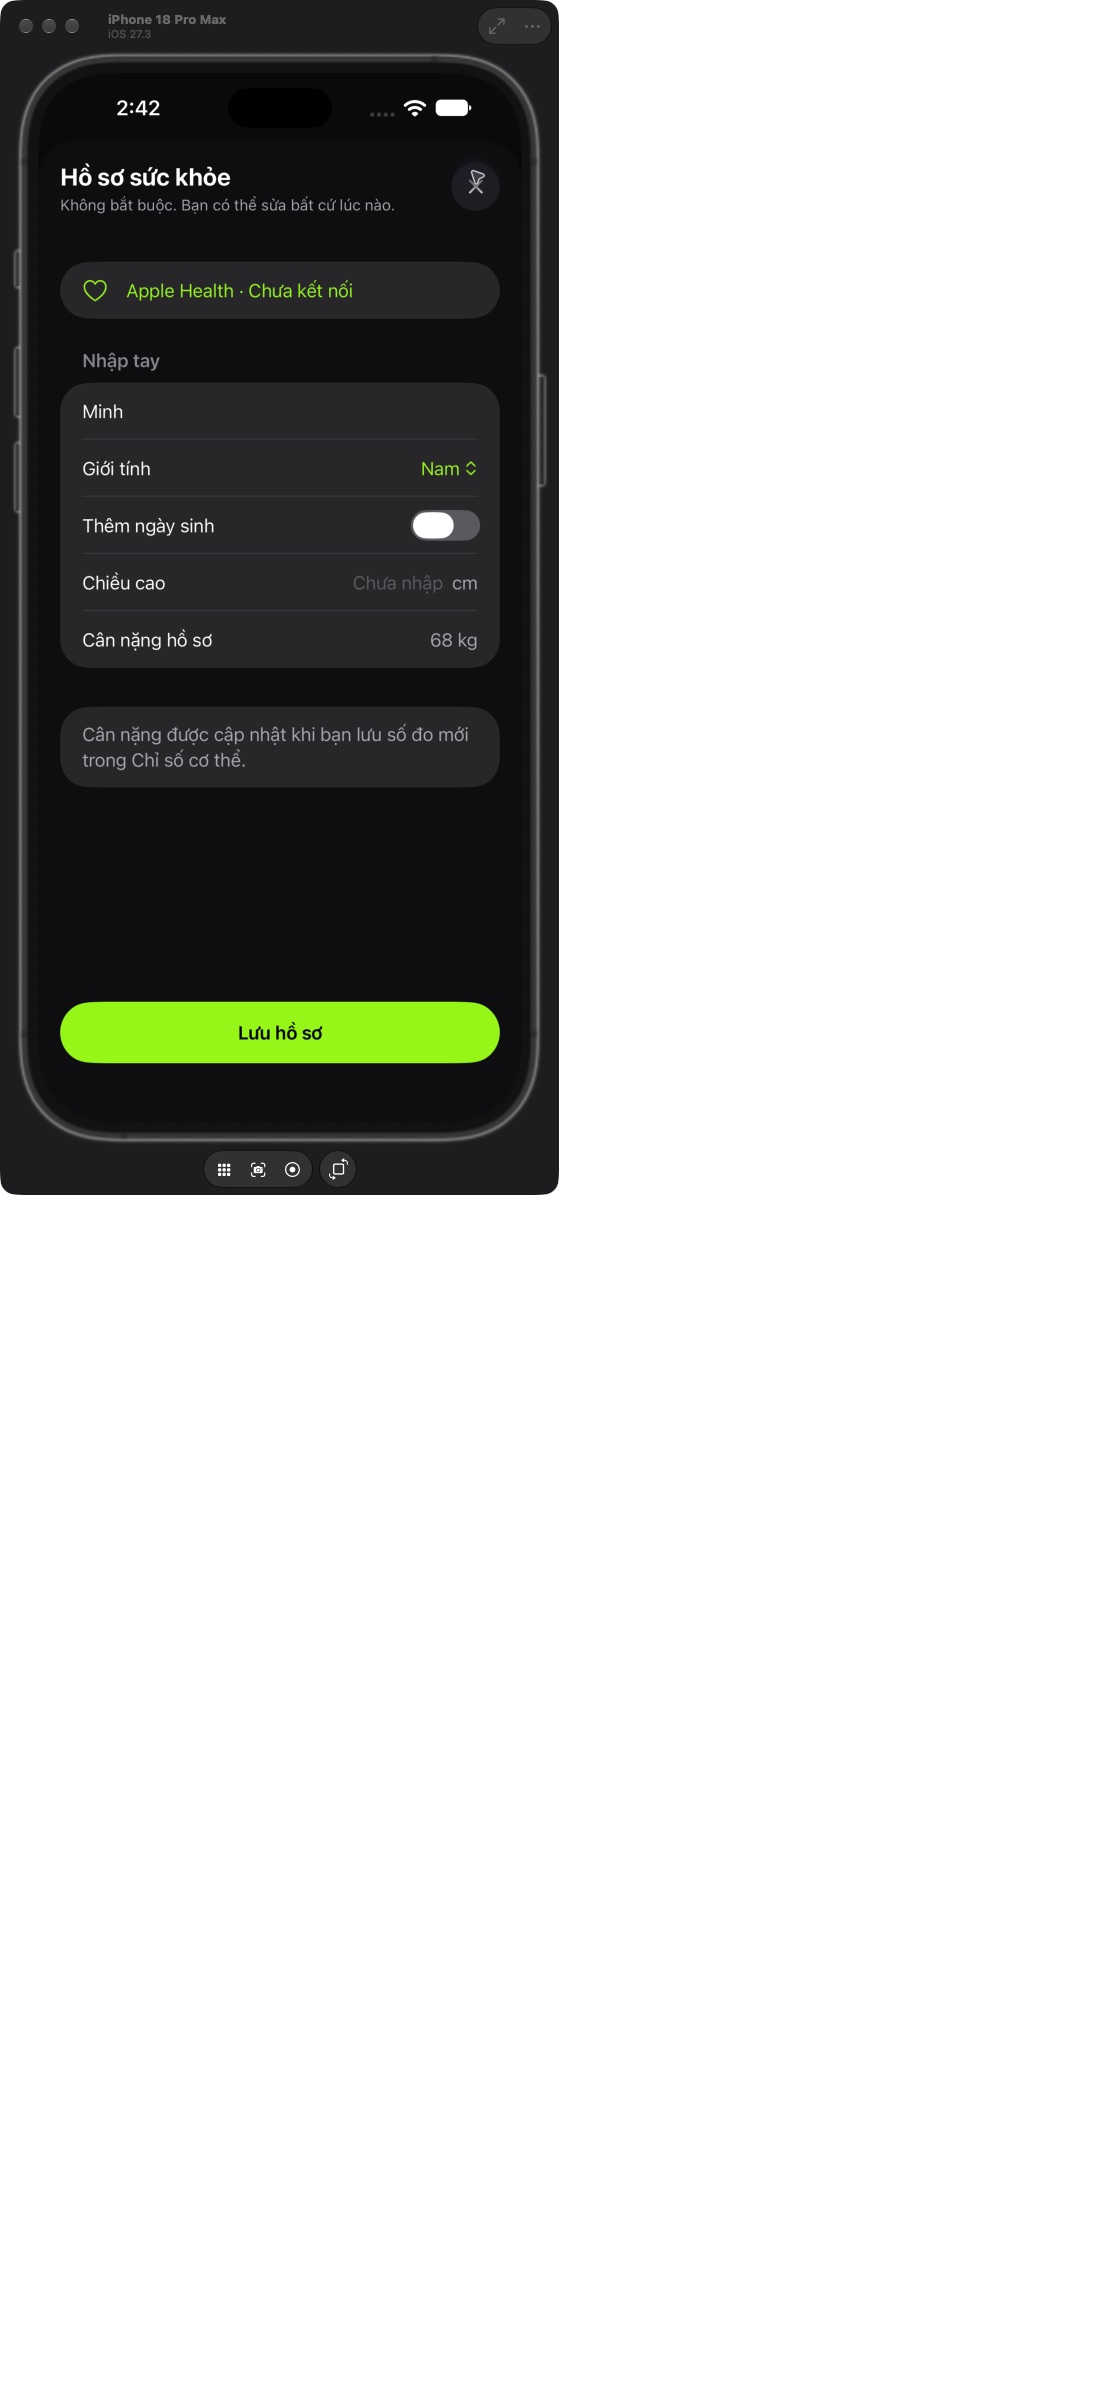 iPhone 18 Pro Max
iOS 27.3
2:42
Hồ sơ sức khỏe
Không bắt buộc. Bạn có thể sửa bất cứ lúc nào.
Apple Health · Chưa kết nối
Nhập tay
Minh
Giới tính Nam
Thêm ngày sinh
Chiều cao Chưa nhập cm
Cân nặng hồ sơ 68 kg
Cân nặng được cập nhật khi bạn lưu số đo mới
trong Chỉ số cơ thể.
Lưu hồ sơ